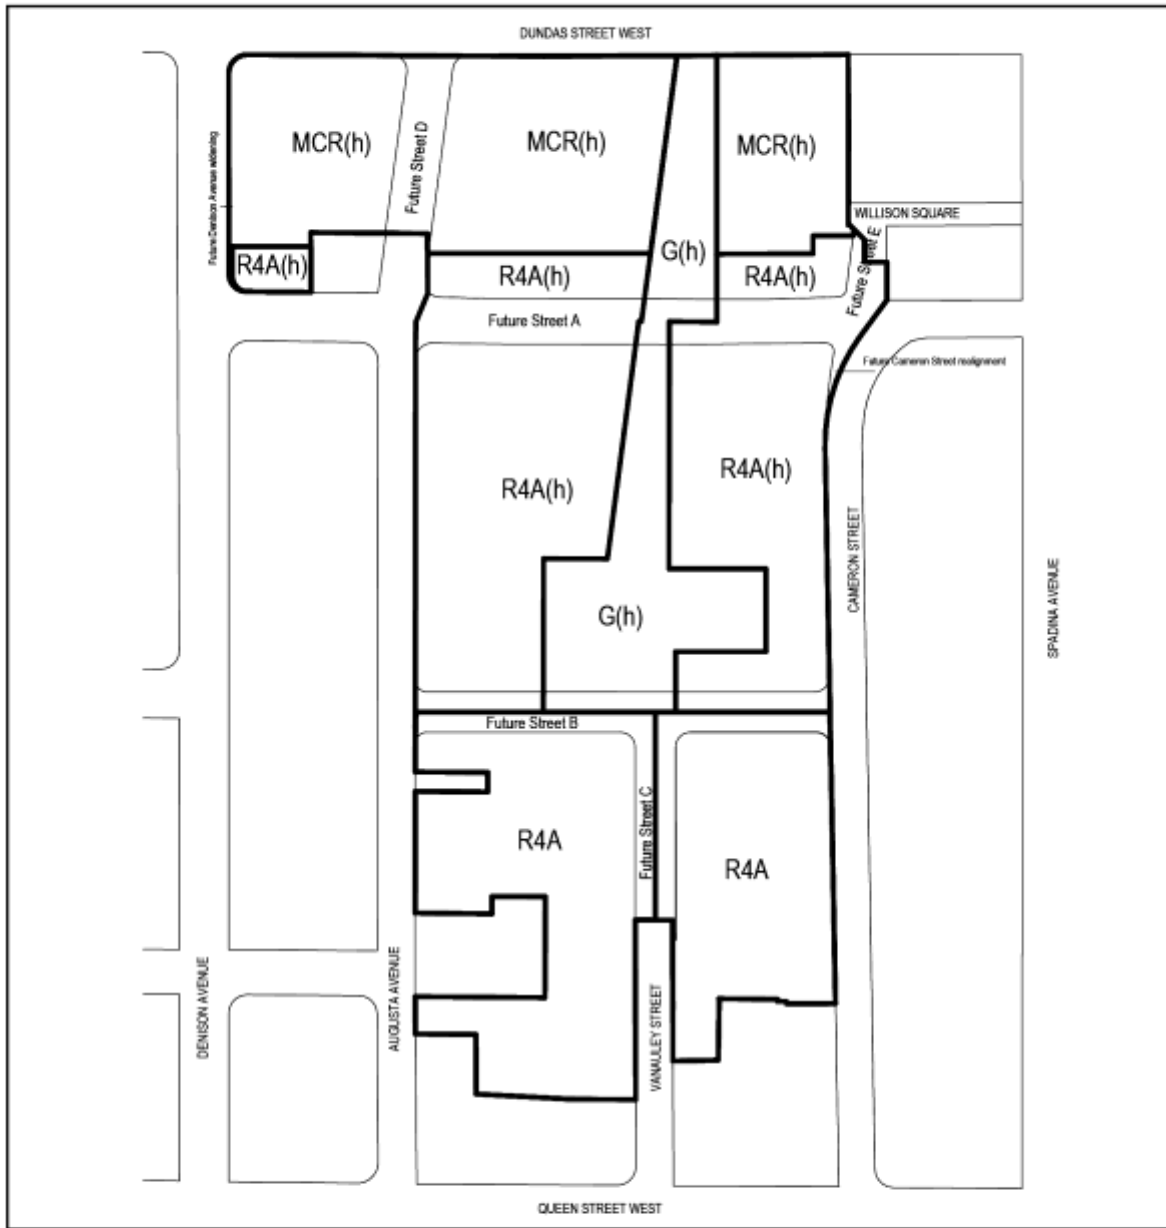 DUNDAS STREET WEST
MCR(h)
Future Street D
MCR(h)
MCR(h)
Future Denison Avenue widening
WILLISON SQUARE
R4A(h)
R4A(h)
G(h)
R4A(h)
Future Street E
Future Street A
Future Cameron Street realignment
R4A(h)
R4A(h)
CAMERON STREET
SPADINA AVENUE
G(h)
Future Street B
Future Street C
R4A
R4A
DENISON AVENUE
AUGUSTA AVENUE
VANAULEY STREET
QUEEN STREET WEST